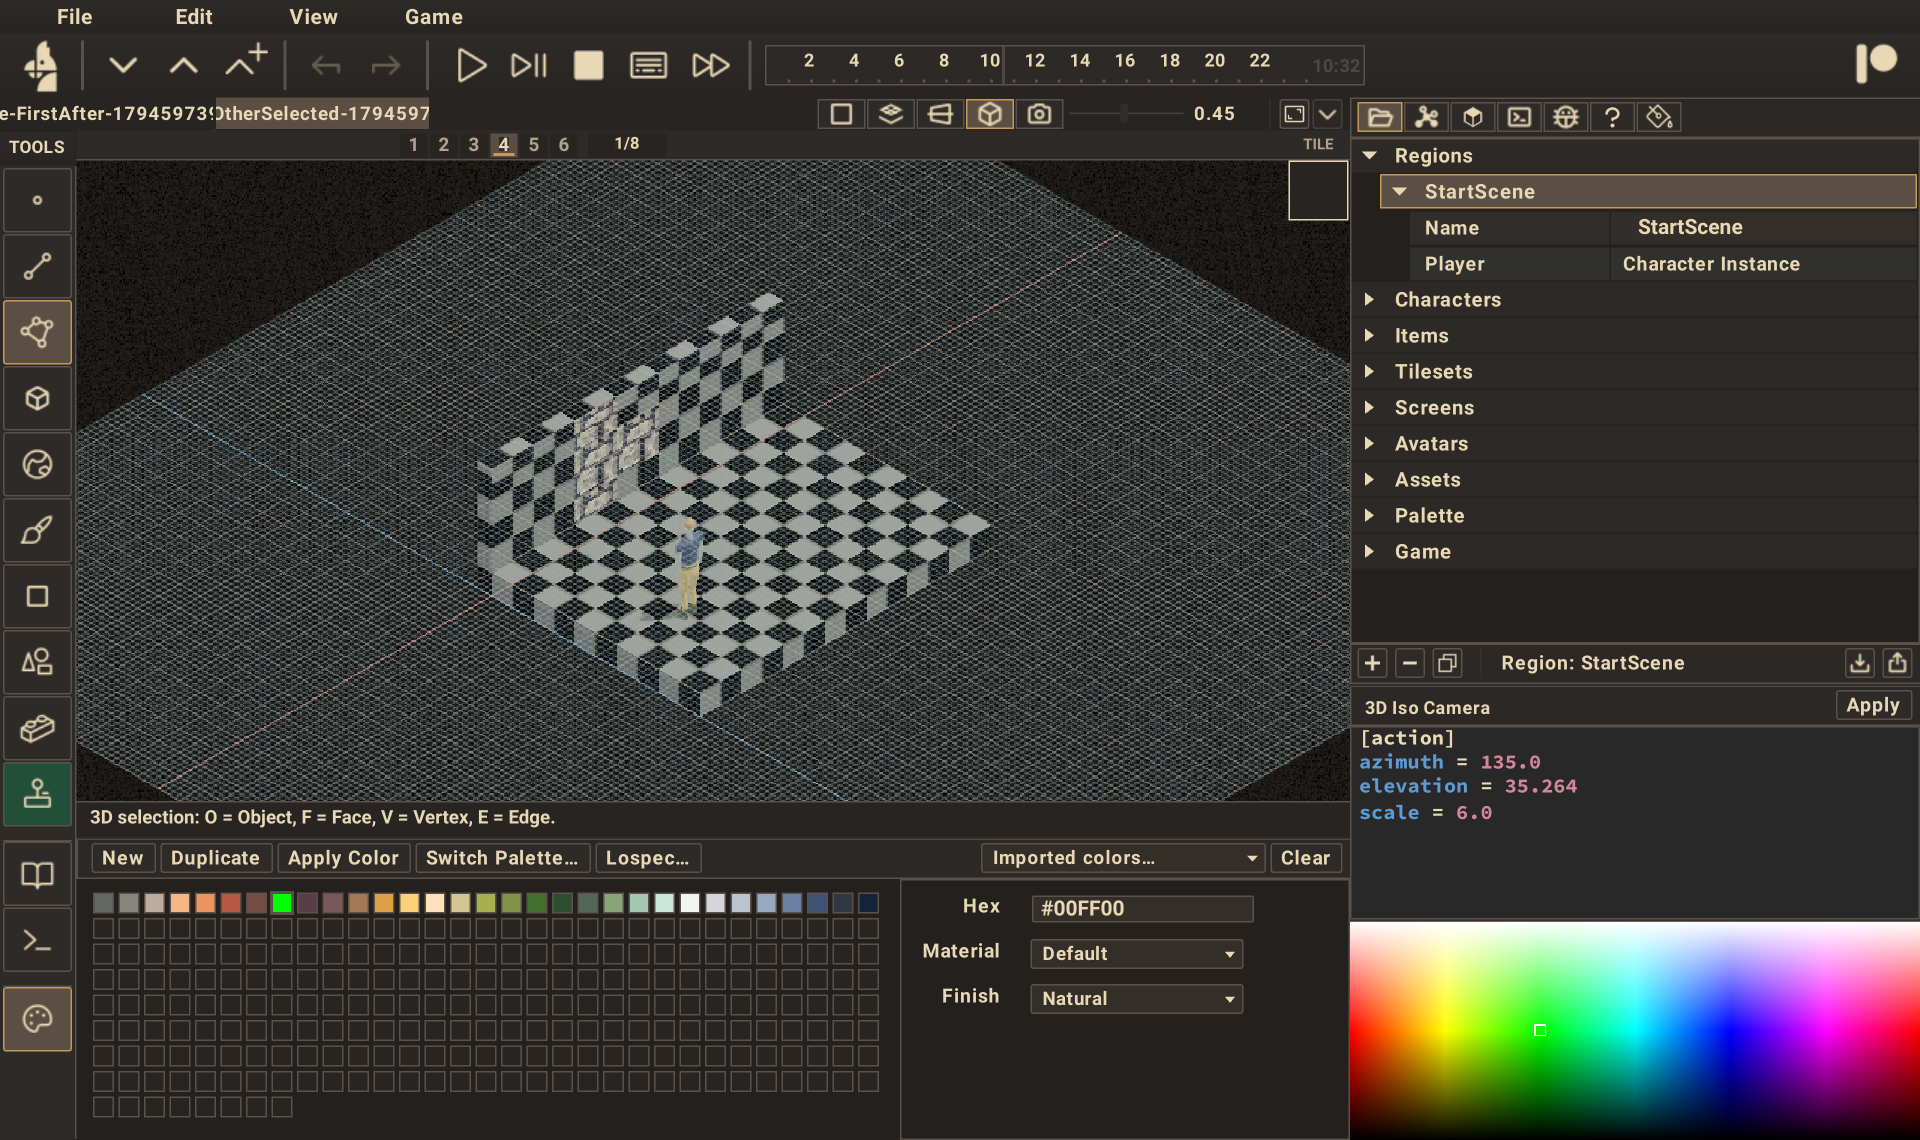 File Edit View Game
2 4 6 8 10 12 14 16 18 20 22 10:32
e-FirstAfter-179459739 OtherSelected-1794597
0.45
TOOLS 1 2 3 4 5 6 1/8 TILE
Regions
StartScene
Name StartScene
Player Character Instance
Characters
Items
Tilesets
Screens
Avatars
Assets
Palette
Game
Region: StartScene
3D Iso Camera Apply
[action]
azimuth = 135.0
elevation = 35.264
scale = 6.0
3D selection: O = Object, F = Face, V = Vertex, E = Edge.
New Duplicate Apply Color Switch Palette... Lospec... Imported colors... Clear
Hex #00FF00
Material Default
Finish Natural